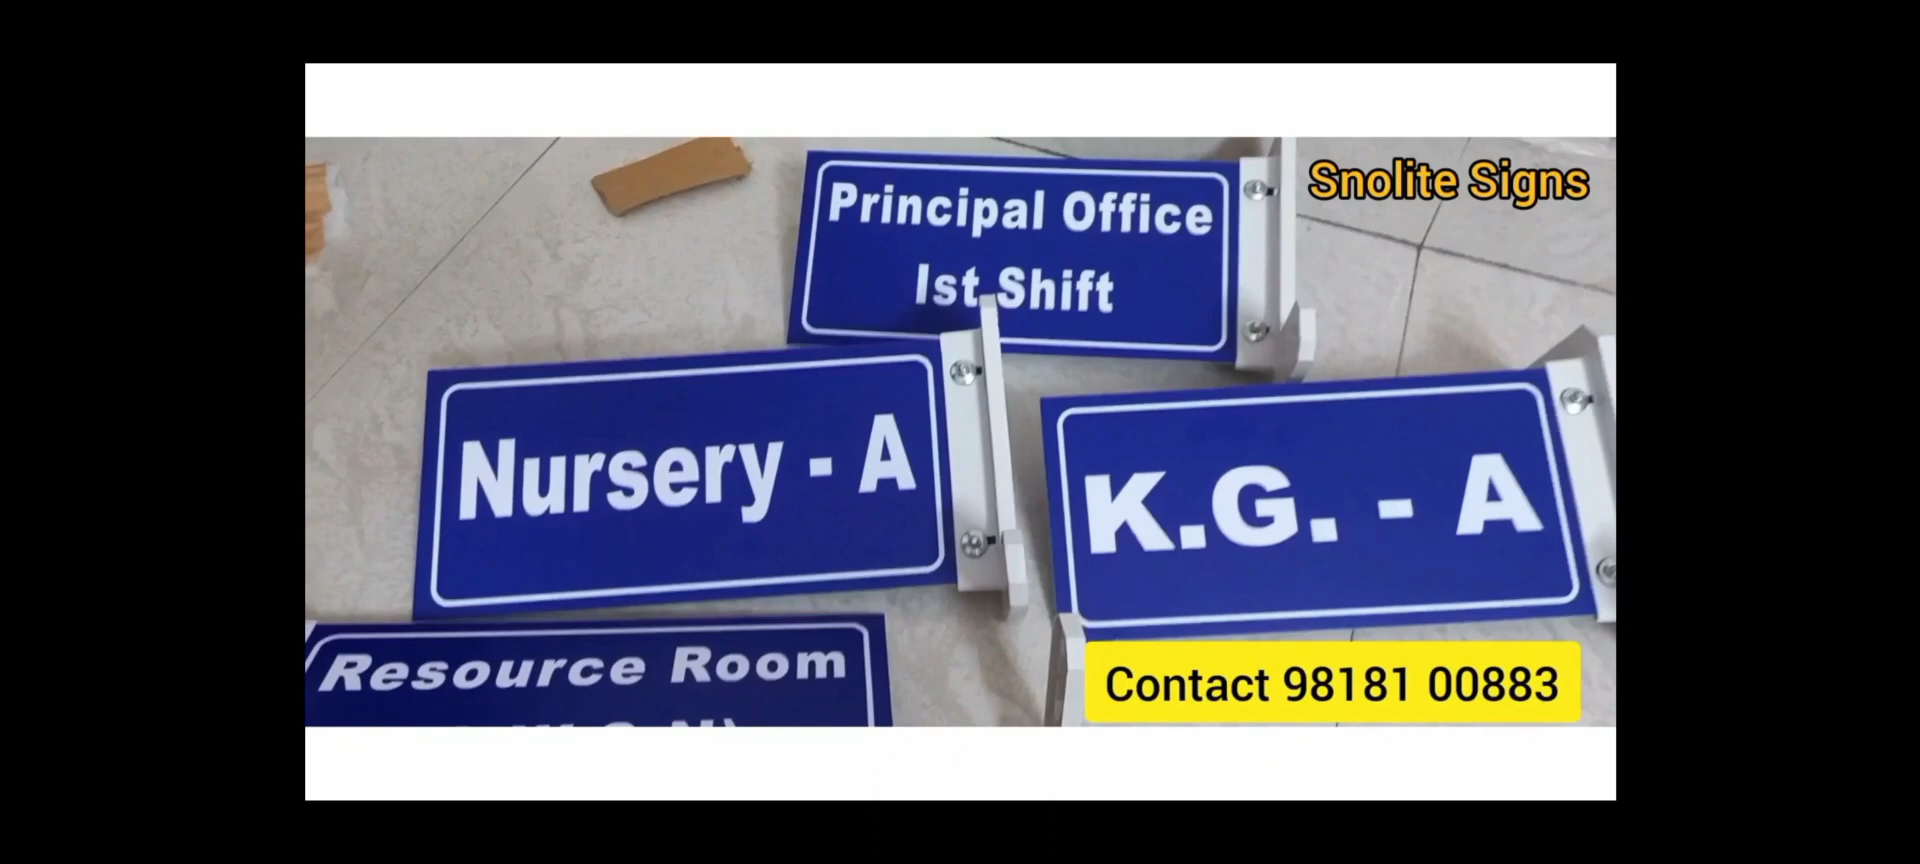 Snolite Signs
Principal Office
Ist Shift
Nursery - A
K.G. - A
Resource Room
Contact 98181 00883